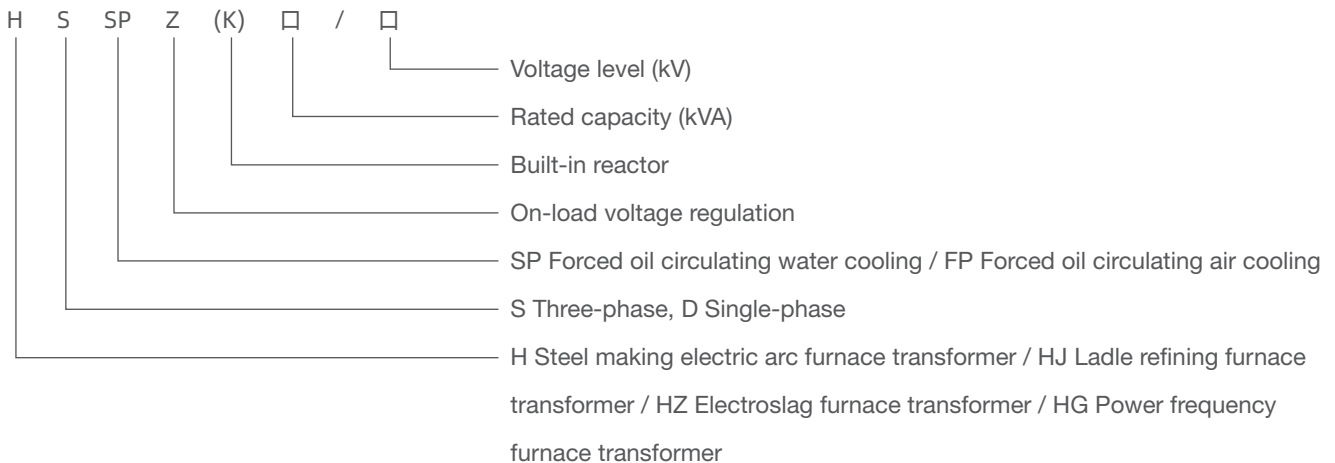 H S SP Z (K) 口 / 口
Voltage level (kV)
Rated capacity (kVA)
Built-in reactor
On-load voltage regulation
SP Forced oil circulating water cooling / FP Forced oil circulating air cooling
S Three-phase, D Single-phase
H Steel making electric arc furnace transformer / HJ Ladle refining furnace
transformer / HZ Electroslag furnace transformer / HG Power frequency
furnace transformer